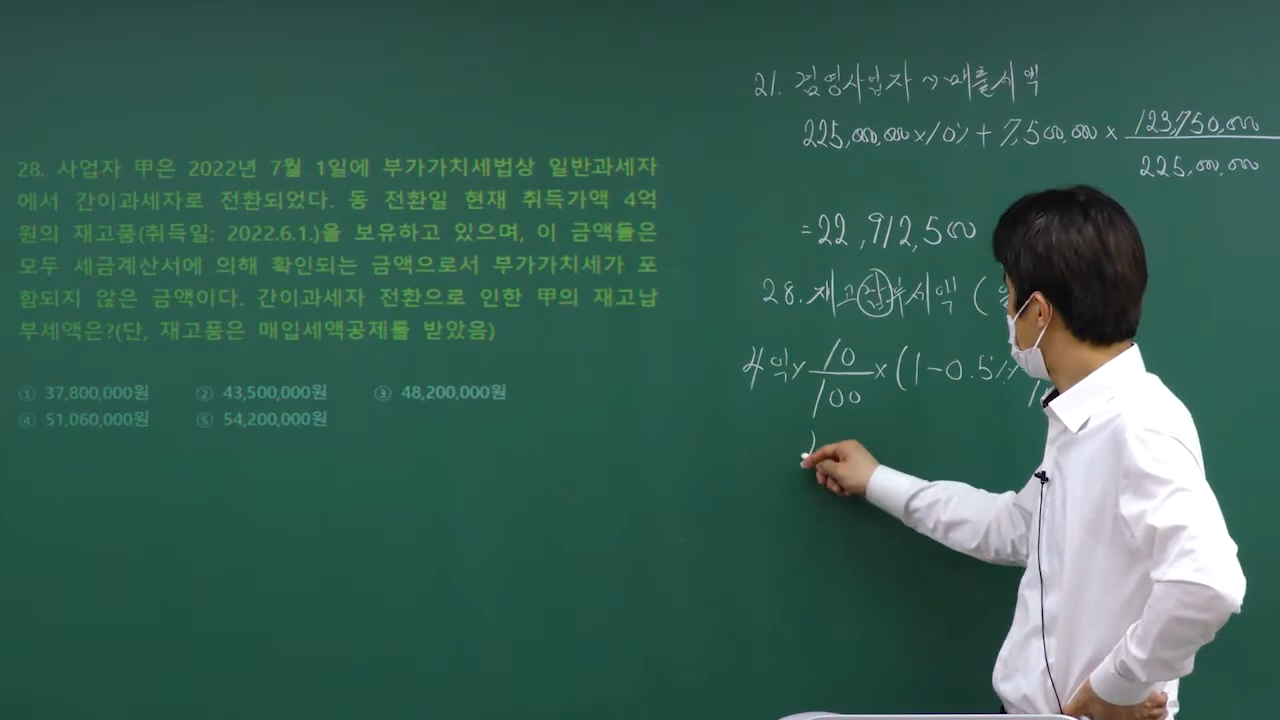 28. 사업자 甲은 2022년 7월 1일에 부가가치세법상 일반과세자
에서 간이과세자로 전환되었다. 동 전환일 현재 취득가액 4억
원의 재고품(취득일: 2022.6.1.)을 보유하고 있으며, 이 금액들은
모두 세금계산서에 의해 확인되는 금액으로서 부가가치세가 포
함되지 않은 금액이다. 간이과세자 전환으로 인한 甲의 재고납
부세액은?(단, 재고품은 매입세액공제를 받았음)
① 37,800,000원 ② 43,500,000원 ③ 48,200,000원
④ 51,060,000원 ⑤ 54,200,000원
21. 겸영사업자 → 매출세액
225,000,000 × 10% + 7,500,000 × 123,750,000
225,000,000
= 22,912,500
28. 재고납부세액 (
4억 × 10/100 × (1 - 0.5%